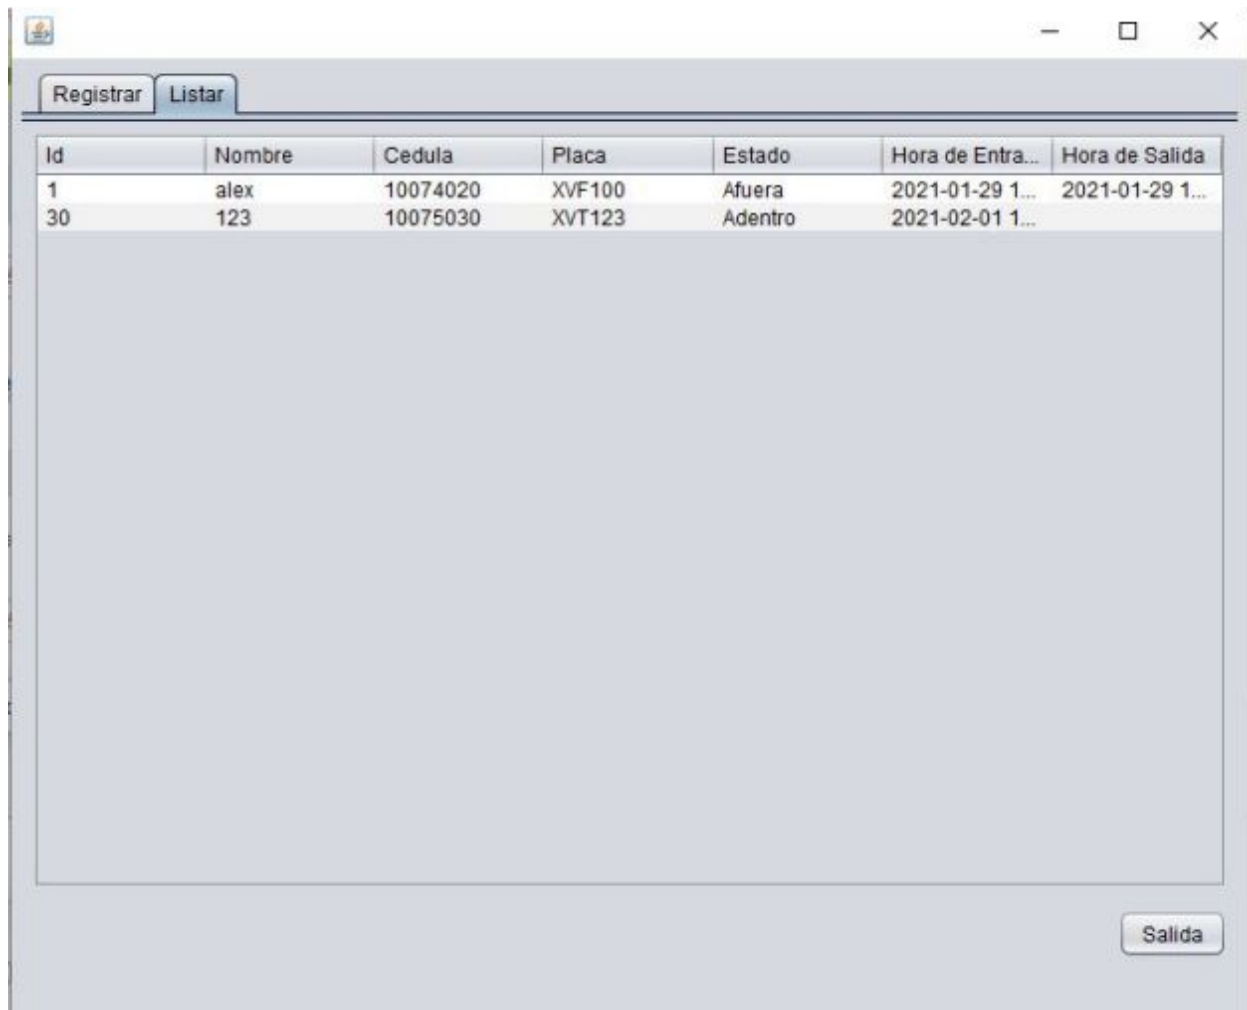 Registrar Listar
Id Nombre Cedula Placa Estado Hora de Entra... Hora de Salida
1 alex 10074020 XVF100 Afuera 2021-01-29 1... 2021-01-29 1...
30 123 10075030 XVT123 Adentro 2021-02-01 1...
Salida